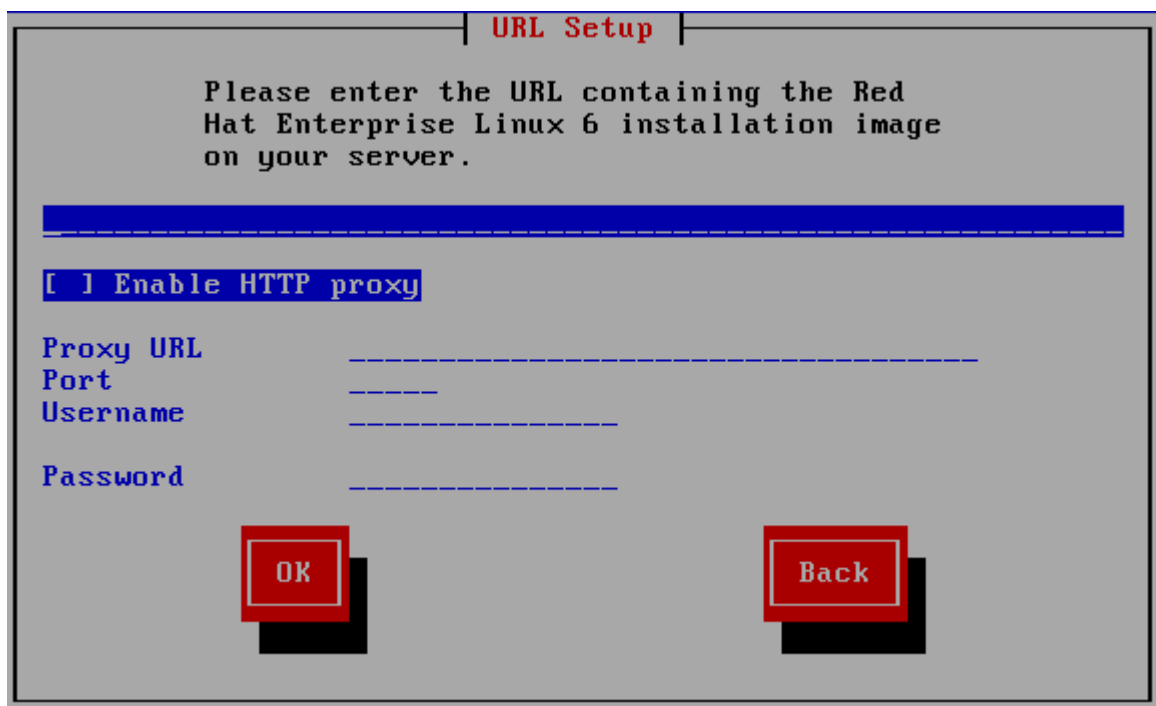 URL Setup
Please enter the URL containing the Red
Hat Enterprise Linux 6 installation image
on your server.
[ ] Enable HTTP proxy
Proxy URL
Port
Username
Password
OK
Back